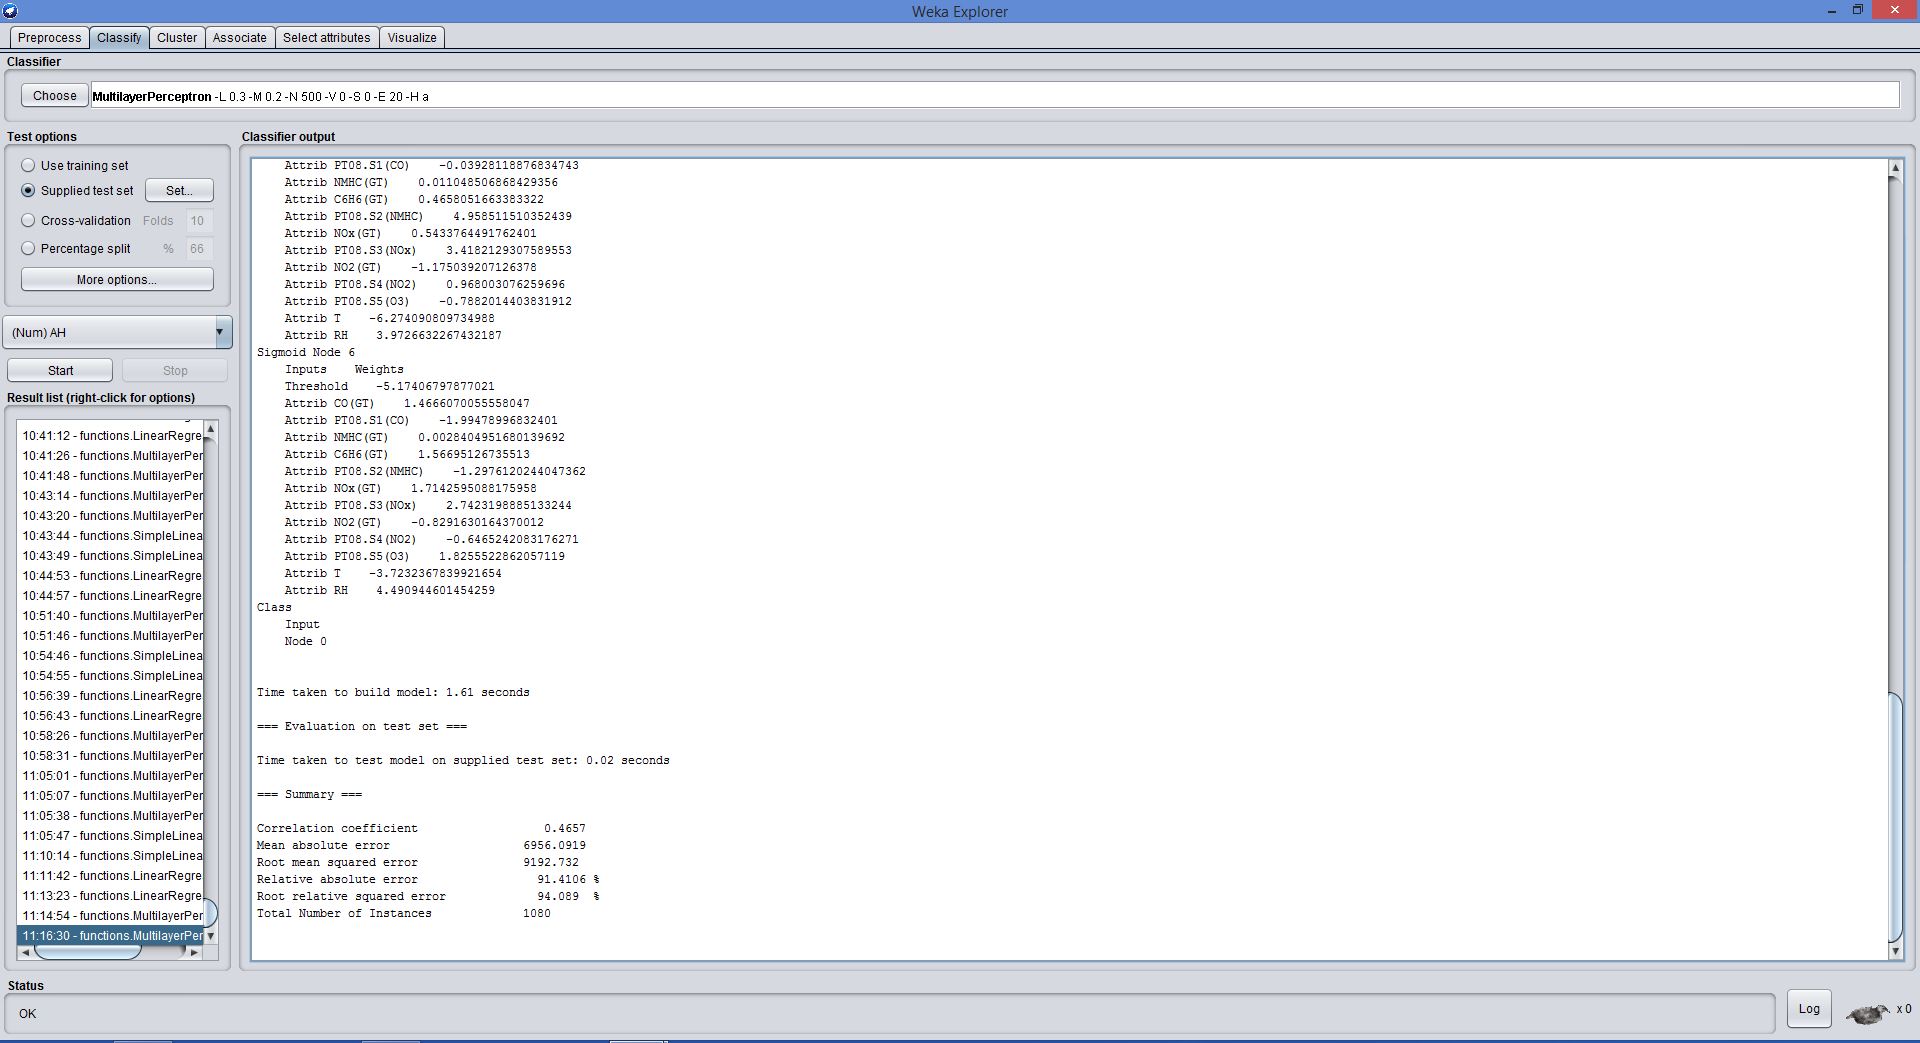 Weka Explorer
Preprocess Classify Cluster Associate Select attributes Visualize
Classifier
Choose MultilayerPerceptron -L 0.3 -M 0.2 -N 500 -V 0 -S 0 -E 20 -H a
Test options
Use training set
Supplied test set Set...
Cross-validation Folds 10
Percentage split % 66
More options...
(Num) AH
Start Stop
Result list (right-click for options)
10:41:12 - functions.LinearRegre
10:41:26 - functions.MultilayerPer
10:41:48 - functions.MultilayerPer
10:43:14 - functions.MultilayerPer
10:43:20 - functions.MultilayerPer
10:43:44 - functions.SimpleLinea
10:43:49 - functions.SimpleLinea
10:44:53 - functions.LinearRegre
10:44:57 - functions.LinearRegre
10:51:40 - functions.MultilayerPer
10:51:46 - functions.MultilayerPer
10:54:46 - functions.SimpleLinea
10:54:55 - functions.SimpleLinea
10:56:39 - functions.LinearRegre
10:56:43 - functions.LinearRegre
10:58:26 - functions.MultilayerPer
10:58:31 - functions.MultilayerPer
11:05:01 - functions.MultilayerPer
11:05:07 - functions.MultilayerPer
11:05:38 - functions.MultilayerPer
11:05:47 - functions.SimpleLinea
11:10:14 - functions.SimpleLinea
11:11:42 - functions.LinearRegre
11:13:23 - functions.LinearRegre
11:14:54 - functions.MultilayerPer
11:16:30 - functions.MultilayerPer
Classifier output
Attrib PT08.S1(CO) -0.03928118876834743
Attrib NMHC(GT) 0.011048506868429356
Attrib C6H6(GT) 0.4658051663383322
Attrib PT08.S2(NMHC) 4.958511510352439
Attrib NOx(GT) 0.5433764491762401
Attrib PT08.S3(NOx) 3.4182129307589553
Attrib NO2(GT) -1.175039207126378
Attrib PT08.S4(NO2) 0.968003076259696
Attrib PT08.S5(O3) -0.7882014403831912
Attrib T -6.274090809734988
Attrib RH 3.9726632267432187
Sigmoid Node 6
Inputs Weights
Threshold -5.17406797877021
Attrib CO(GT) 1.4666070055558047
Attrib PT08.S1(CO) -1.99478996832401
Attrib NMHC(GT) 0.0028404951680139692
Attrib C6H6(GT) 1.56695126735513
Attrib PT08.S2(NMHC) -1.2976120244047362
Attrib NOx(GT) 1.7142595088175958
Attrib PT08.S3(NOx) 2.7423198885133244
Attrib NO2(GT) -0.8291630164370012
Attrib PT08.S4(NO2) -0.6465242083176271
Attrib PT08.S5(O3) 1.8255522862057119
Attrib T -3.7232367839921654
Attrib RH 4.490944601454259
Class
Input
Node 0
Time taken to build model: 1.61 seconds
=== Evaluation on test set ===
Time taken to test model on supplied test set: 0.02 seconds
=== Summary ===
Correlation coefficient 0.4657
Mean absolute error 6956.0919
Root mean squared error 9192.732
Relative absolute error 91.4106 %
Root relative squared error 94.089 %
Total Number of Instances 1080
Status
OK
Log
x 0